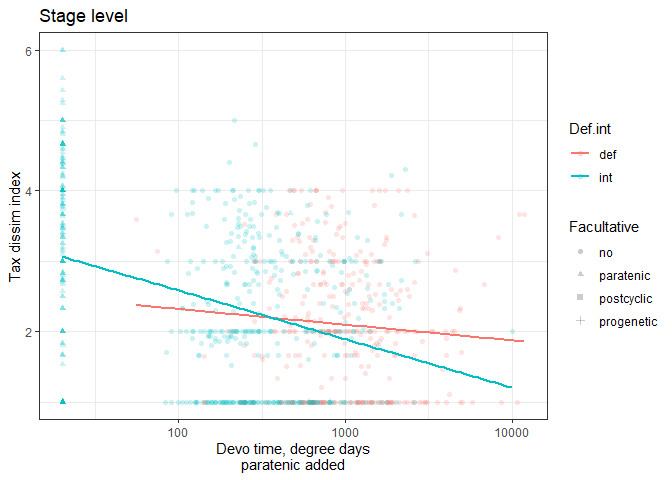 Stage level
Tax dissim index
6
4
2
100
1000
10000
Devo time, degree days
paratenic added
Def.int
def
int
Facultative
no
paratenic
postcyclic
progenetic